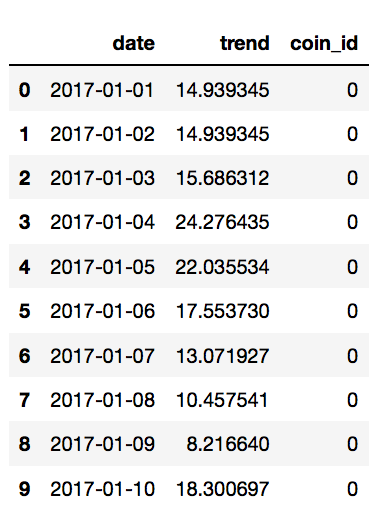 date trend coin_id
0 2017-01-01 14.939345 0
1 2017-01-02 14.939345 0
2 2017-01-03 15.686312 0
3 2017-01-04 24.276435 0
4 2017-01-05 22.035534 0
5 2017-01-06 17.553730 0
6 2017-01-07 13.071927 0
7 2017-01-08 10.457541 0
8 2017-01-09 8.216640 0
9 2017-01-10 18.300697 0